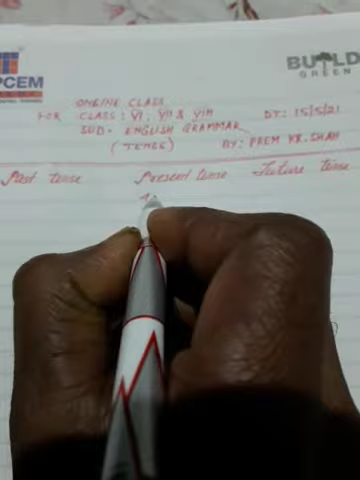 PCEM
BUILD
GREEN
ONLINE CLASS
FOR CLASS: VI, VII & VIII DT: 15/5/21
SUB- ENGLISH GRAMMAR
(TENSE) BY: PREM KR. SHAH
Past tense Present tense Future tense